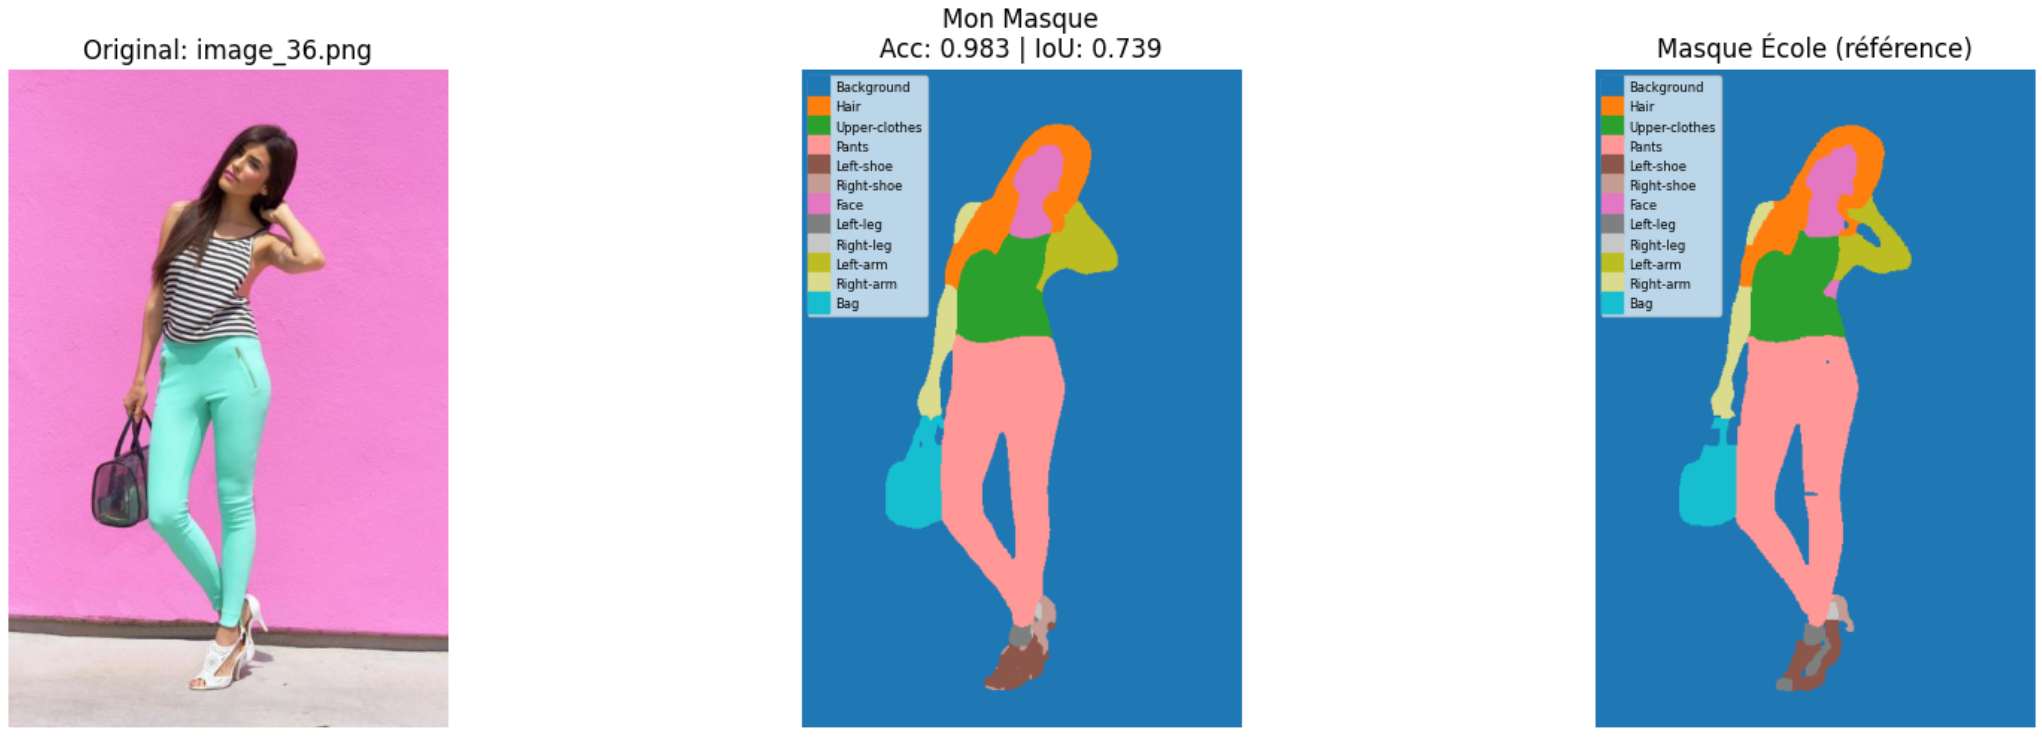 Original: image_36.png
Mon Masque
Acc: 0.983 | IoU: 0.739
Background
Hair
Upper-clothes
Pants
Left-shoe
Right-shoe
Face
Left-leg
Right-leg
Left-arm
Right-arm
Bag
Masque École (référence)
Background
Hair
Upper-clothes
Pants
Left-shoe
Right-shoe
Face
Left-leg
Right-leg
Left-arm
Right-arm
Bag